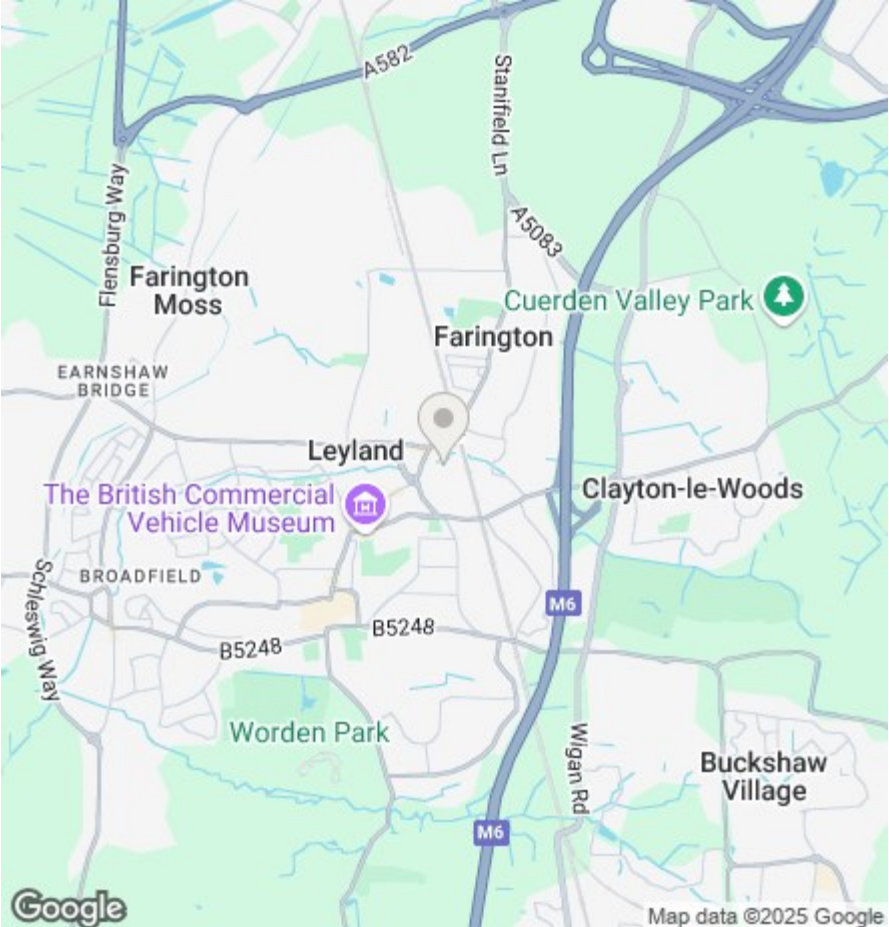 A582
Stanifield Ln
Flensburg Way
A5083
Farington
Moss
Cuerden Valley Park
Farington
EARNSHAW
BRIDGE
Leyland
The British Commercial
Vehicle Museum
Clayton-le-Woods
BROADFIELD
Schleswig Way
M6
B5248
B5248
Worden Park
Wigan Rd
Buckshaw
Village
M6
Google
Map data ©2025 Google